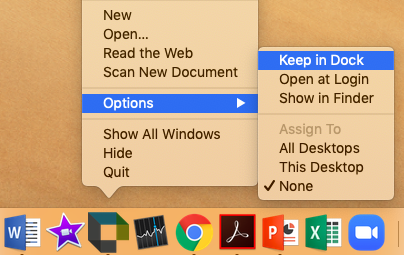 New
Open...
Read the Web
Scan New Document
Options
Show All Windows
Hide
Quit
Keep in Dock
Open at Login
Show in Finder
Assign To
All Desktops
This Desktop
✓ None
W
P
X